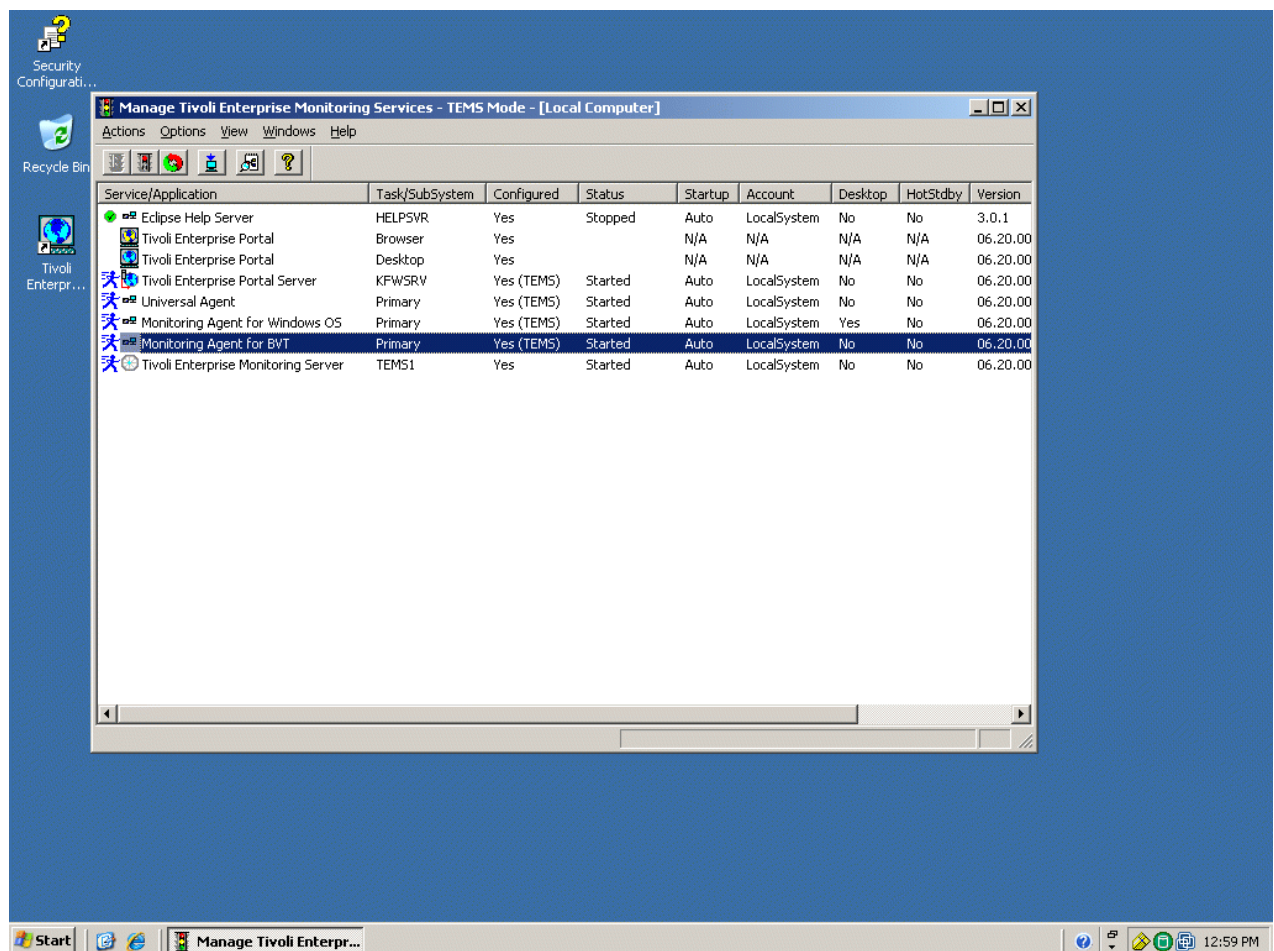 Security
Configurati...
Recycle Bin
Tivoli
Enterpr...
Manage Tivoli Enterprise Monitoring Services - TEMS Mode - [Local Computer]
Actions Options View Windows Help
Service/Application Task/SubSystem Configured Status Startup Account Desktop HotStdby Version
Eclipse Help Server HELPSVR Yes Stopped Auto LocalSystem No No 3.0.1
Tivoli Enterprise Portal Browser Yes N/A N/A N/A N/A 06.20.00
Tivoli Enterprise Portal Desktop Yes N/A N/A N/A N/A 06.20.00
Tivoli Enterprise Portal Server KFWSRV Yes (TEMS) Started Auto LocalSystem No No 06.20.00
Universal Agent Primary Yes (TEMS) Started Auto LocalSystem No No 06.20.00
Monitoring Agent for Windows OS Primary Yes (TEMS) Started Auto LocalSystem Yes No 06.20.00
Monitoring Agent for BVT Primary Yes (TEMS) Started Auto LocalSystem No No 06.20.00
Tivoli Enterprise Monitoring Server TEMS1 Yes Started Auto LocalSystem No No 06.20.00
Start Manage Tivoli Enterpr... 12:59 PM